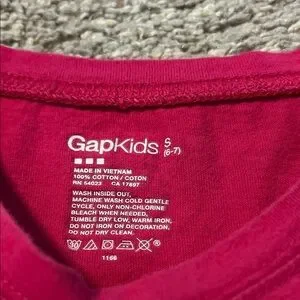 GapKids S
(6-7)
MADE IN VIETNAM
100% COTTON / COTON
RN 54023 CA 17897
WASH INSIDE OUT,
MACHINE WASH COLD GENTLE
CYCLE, ONLY NON-CHLORINE
BLEACH WHEN NEEDED,
TUMBLE DRY LOW, WARM IRON,
DO NOT IRON ON DECORATION,
DO NOT DRY CLEAN.
1166